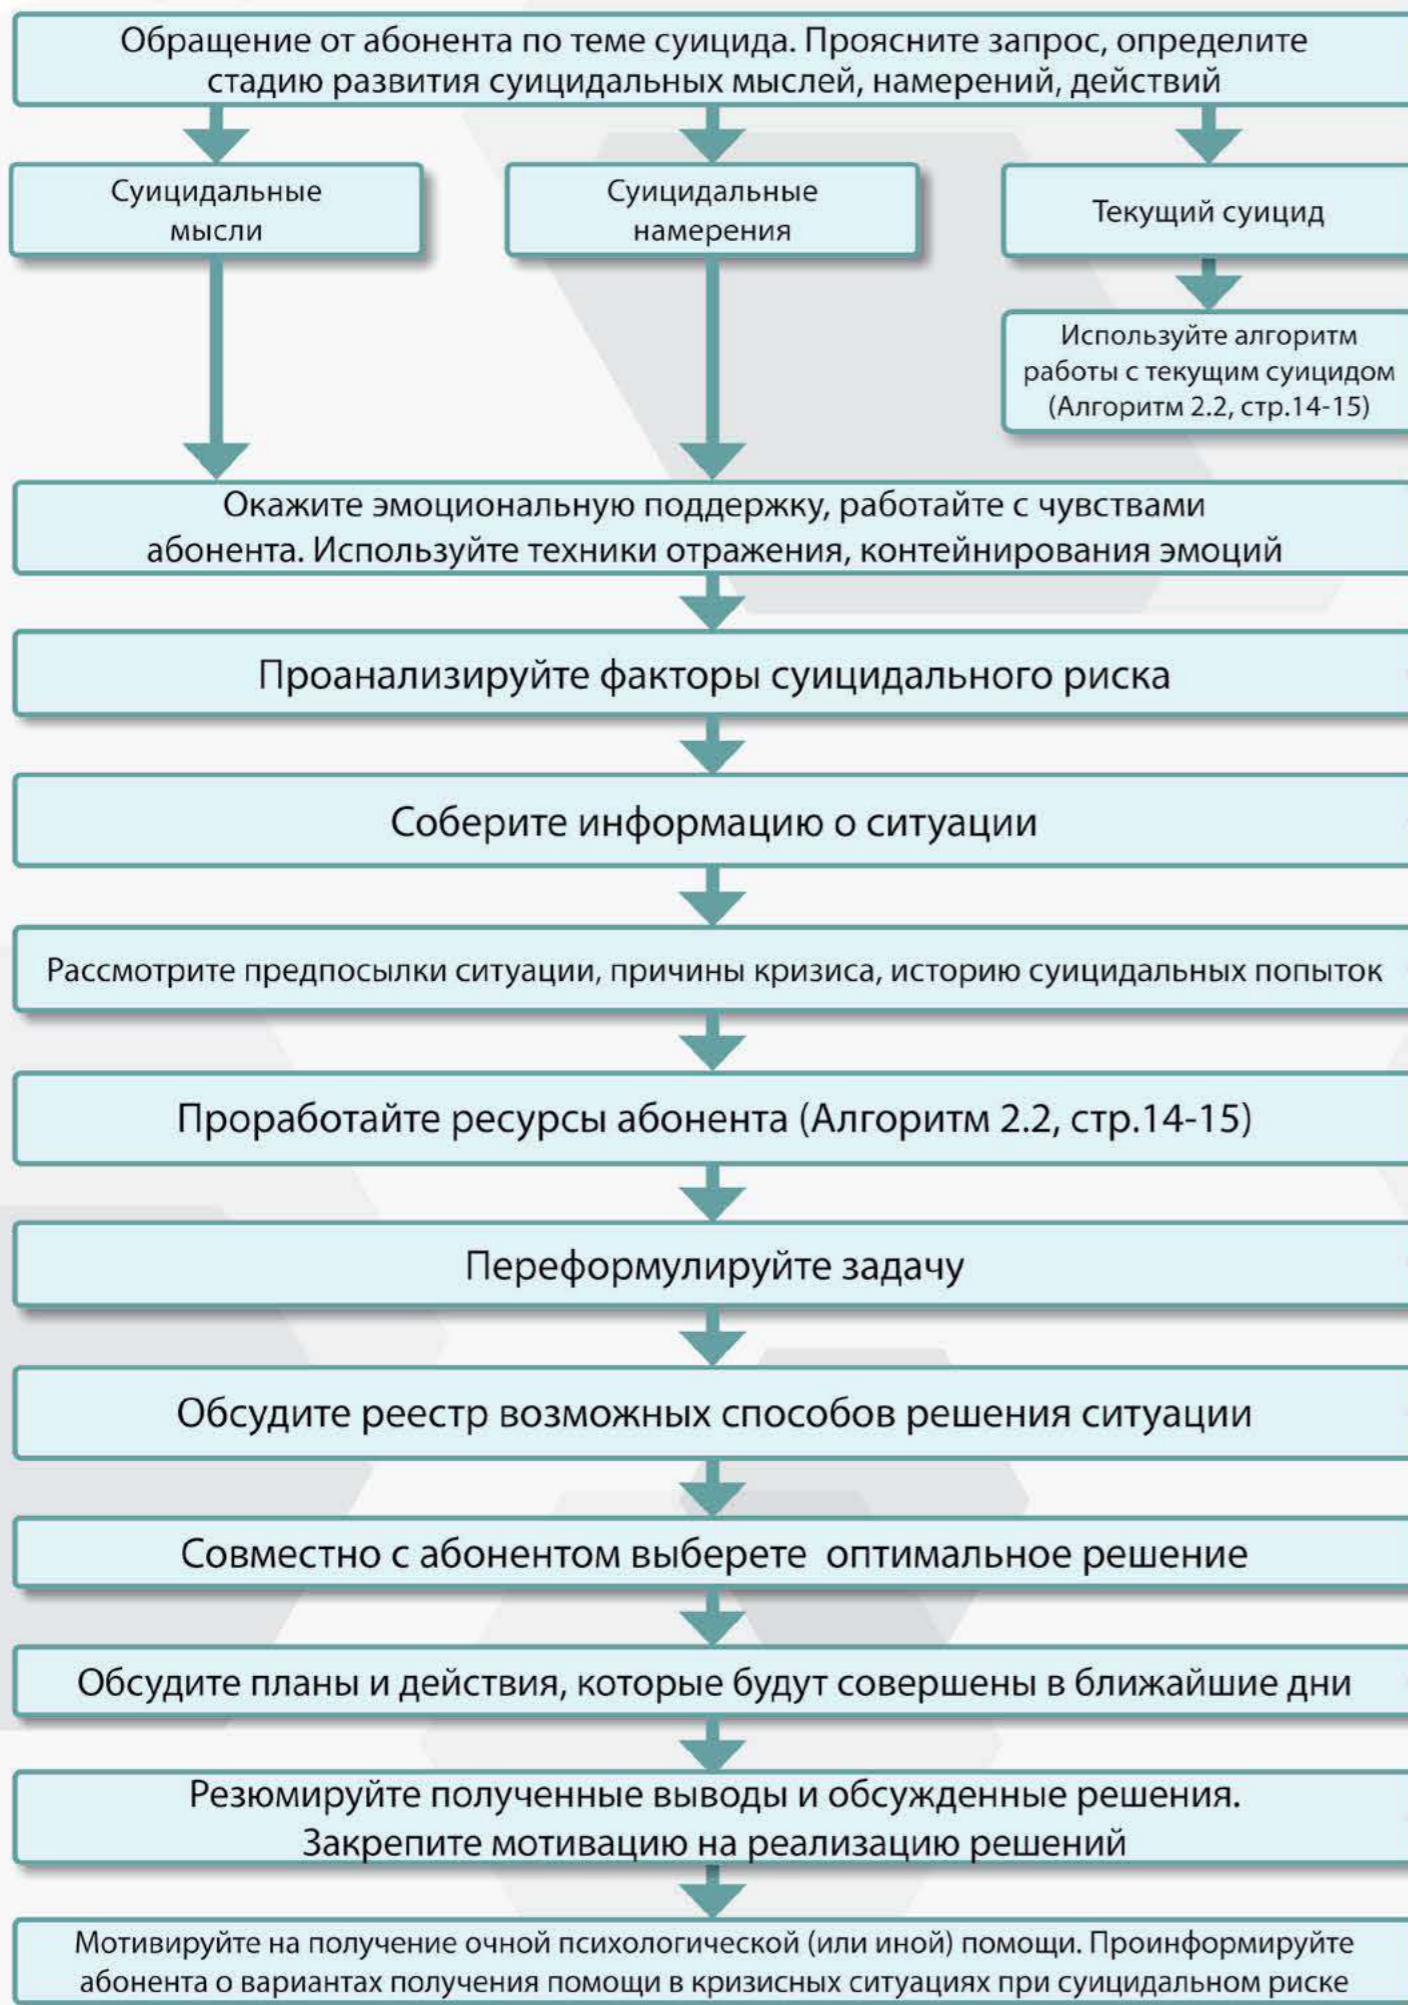 Обращение от абонента по теме суицида. Проясните запрос, определите
стадию развития суицидальных мыслей, намерений, действий
Суицидальные
мысли
Суицидальные
намерения
Текущий суицид
Используйте алгоритм
работы с текущим суицидом
(Алгоритм 2.2, стр.14-15)
Окажите эмоциональную поддержку, работайте с чувствами
абонента. Используйте техники отражения, контейнирования эмоций
Проанализируйте факторы суицидального риска
Соберите информацию о ситуации
Рассмотрите предпосылки ситуации, причины кризиса, историю суицидальных попыток
Проработайте ресурсы абонента (Алгоритм 2.2, стр.14-15)
Переформулируйте задачу
Обсудите реестр возможных способов решения ситуации
Совместно с абонентом выберете оптимальное решение
Обсудите планы и действия, которые будут совершены в ближайшие дни
Резюмируйте полученные выводы и обсужденные решения.
Закрепите мотивацию на реализацию решений
Мотивируйте на получение очной психологической (или иной) помощи. Проинформируйте
абонента о вариантах получения помощи в кризисных ситуациях при суицидальном риске